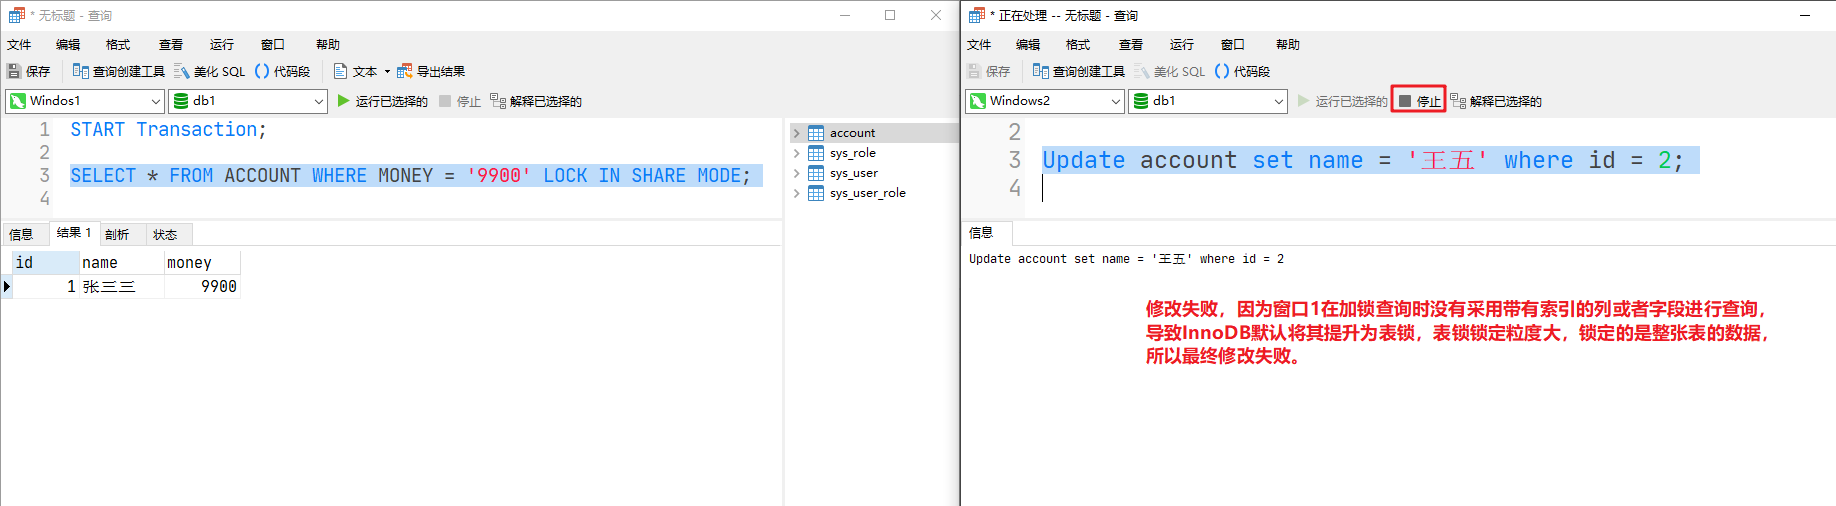 * 无标题 - 查询
文件 编辑 格式 查看 运行 窗口 帮助
保存 查询创建工具 美化 SQL () 代码段 文本 导出结果
Windos1 db1 运行已选择的 停止 解释已选择的
1 START Transaction;
2
3 SELECT * FROM ACCOUNT WHERE MONEY = '9900' LOCK IN SHARE MODE;
4
account
sys_role
sys_user
sys_user_role
信息 结果 1 剖析 状态
id name money
1 张三三 9900
* 正在处理 -- 无标题 - 查询
文件 编辑 格式 查看 运行 窗口 帮助
保存 查询创建工具 美化 SQL () 代码段
Windows2 db1 运行已选择的 停止 解释已选择的
2
3 Update account set name = '王五' where id = 2;
4
信息
Update account set name = '王五' where id = 2
修改失败，因为窗口1在加锁查询时没有采用带有索引的列或者字段进行查询，
导致InnoDB默认将其提升为表锁，表锁锁定粒度大，锁定的是整张表的数据，
所以最终修改失败。